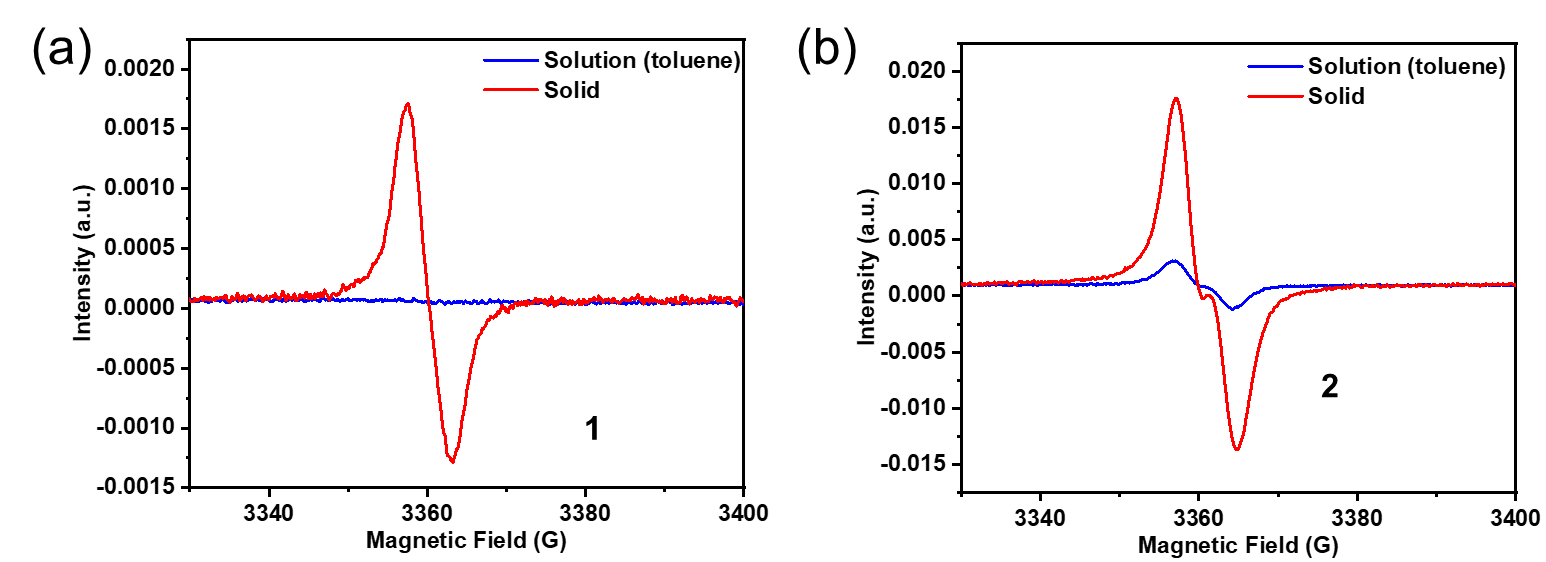 (a)
Solution (toluene)
Solid
0.0020
0.0015
0.0010
0.0005
0.0000
-0.0005
-0.0010
-0.0015
Intensity (a.u.)
1
3340
3360
3380
3400
Magnetic Field (G)
(b)
Solution (toluene)
Solid
0.020
0.015
0.010
0.005
0.000
-0.005
-0.010
-0.015
Intensity (a.u.)
2
3340
3360
3380
3400
Magnetic Field (G)